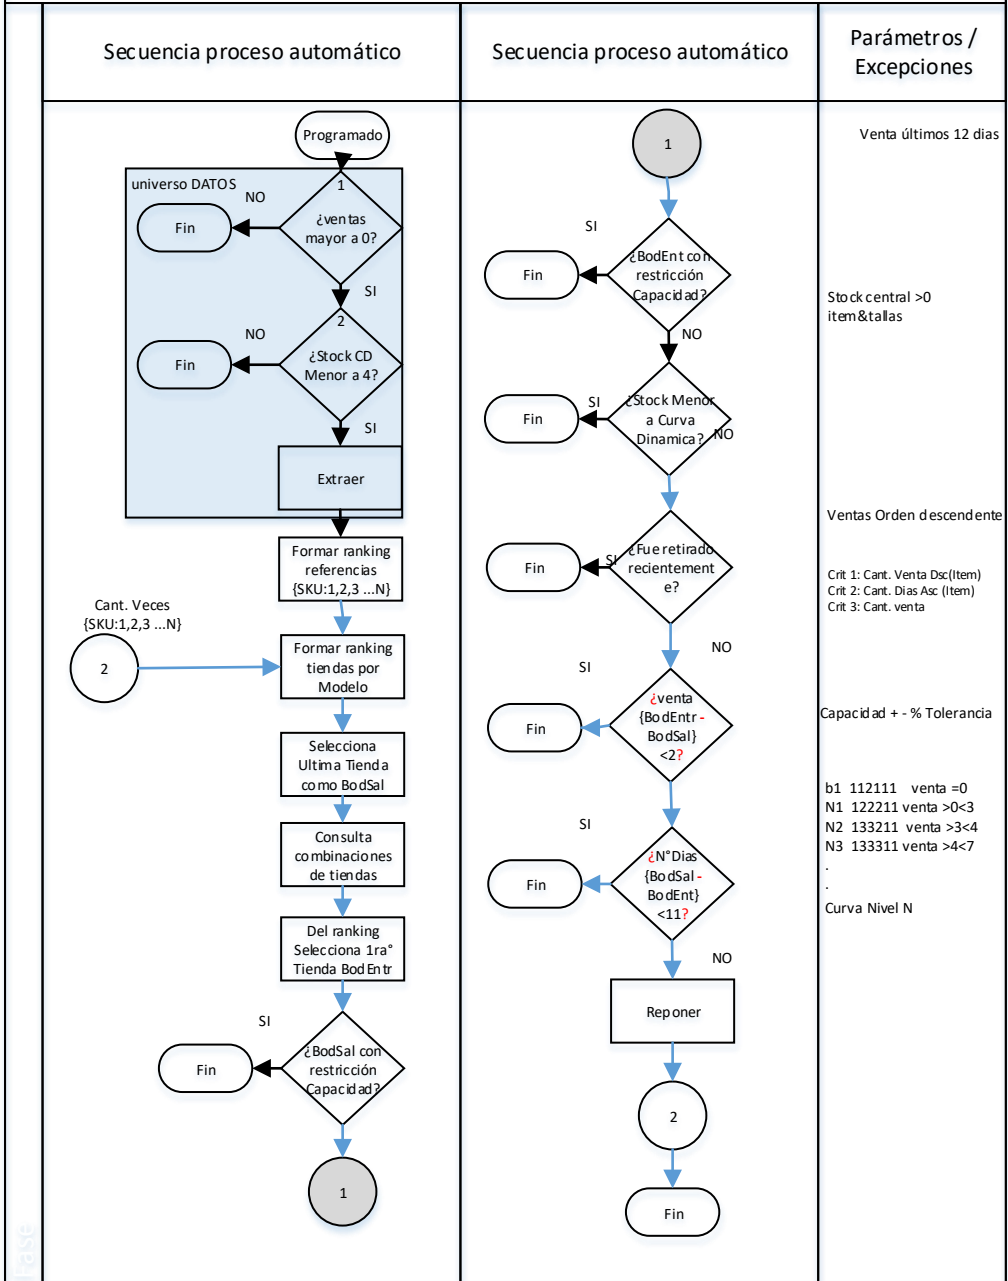 Secuencia proceso automático
Secuencia proceso automático
Parámetros /
Excepciones
Programado
universo DATOS
1
¿ventas
mayor a 0?
NO
Fin
SI
2
¿Stock CD
Menor a 4?
NO
Fin
SI
Extraer
Formar ranking
referencias
{SKU:1,2,3 ...N}
Cant. Veces
{SKU:1,2,3 ...N}
2
Formar ranking
tiendas por
Modelo
Selecciona
Ultima Tienda
como BodSal
Consulta
combinaciones
de tiendas
Del ranking
Selecciona 1ra°
Tienda BodEntr
SI
¿BodSal con
restricción
Capacidad?
Fin
1
1
SI
¿BodEnt con
restricción
Capacidad?
Fin
NO
SI
¿Stock Menor
a Curva
Dinamica?
NO
Fin
SI
¿Fue retirado
recientement
e?
Fin
NO
SI
¿venta
{BodEntr -
BodSal}
<2?
Fin
SI
¿N°Dias
{BodSal -
BodEnt}
<11?
Fin
NO
Reponer
2
Fin
Venta últimos 12 dias
Stock central >0
item&tallas
Ventas Orden descendente
Crit 1: Cant. Venta Dsc(Item)
Crit 2: Cant. Dias Asc (Item)
Crit 3: Cant. venta
Capacidad + - % Tolerancia
b1 112111 venta =0
N1 122211 venta >0<3
N2 133211 venta >3<4
N3 133311 venta >4<7
.
.
Curva Nivel N
Fase